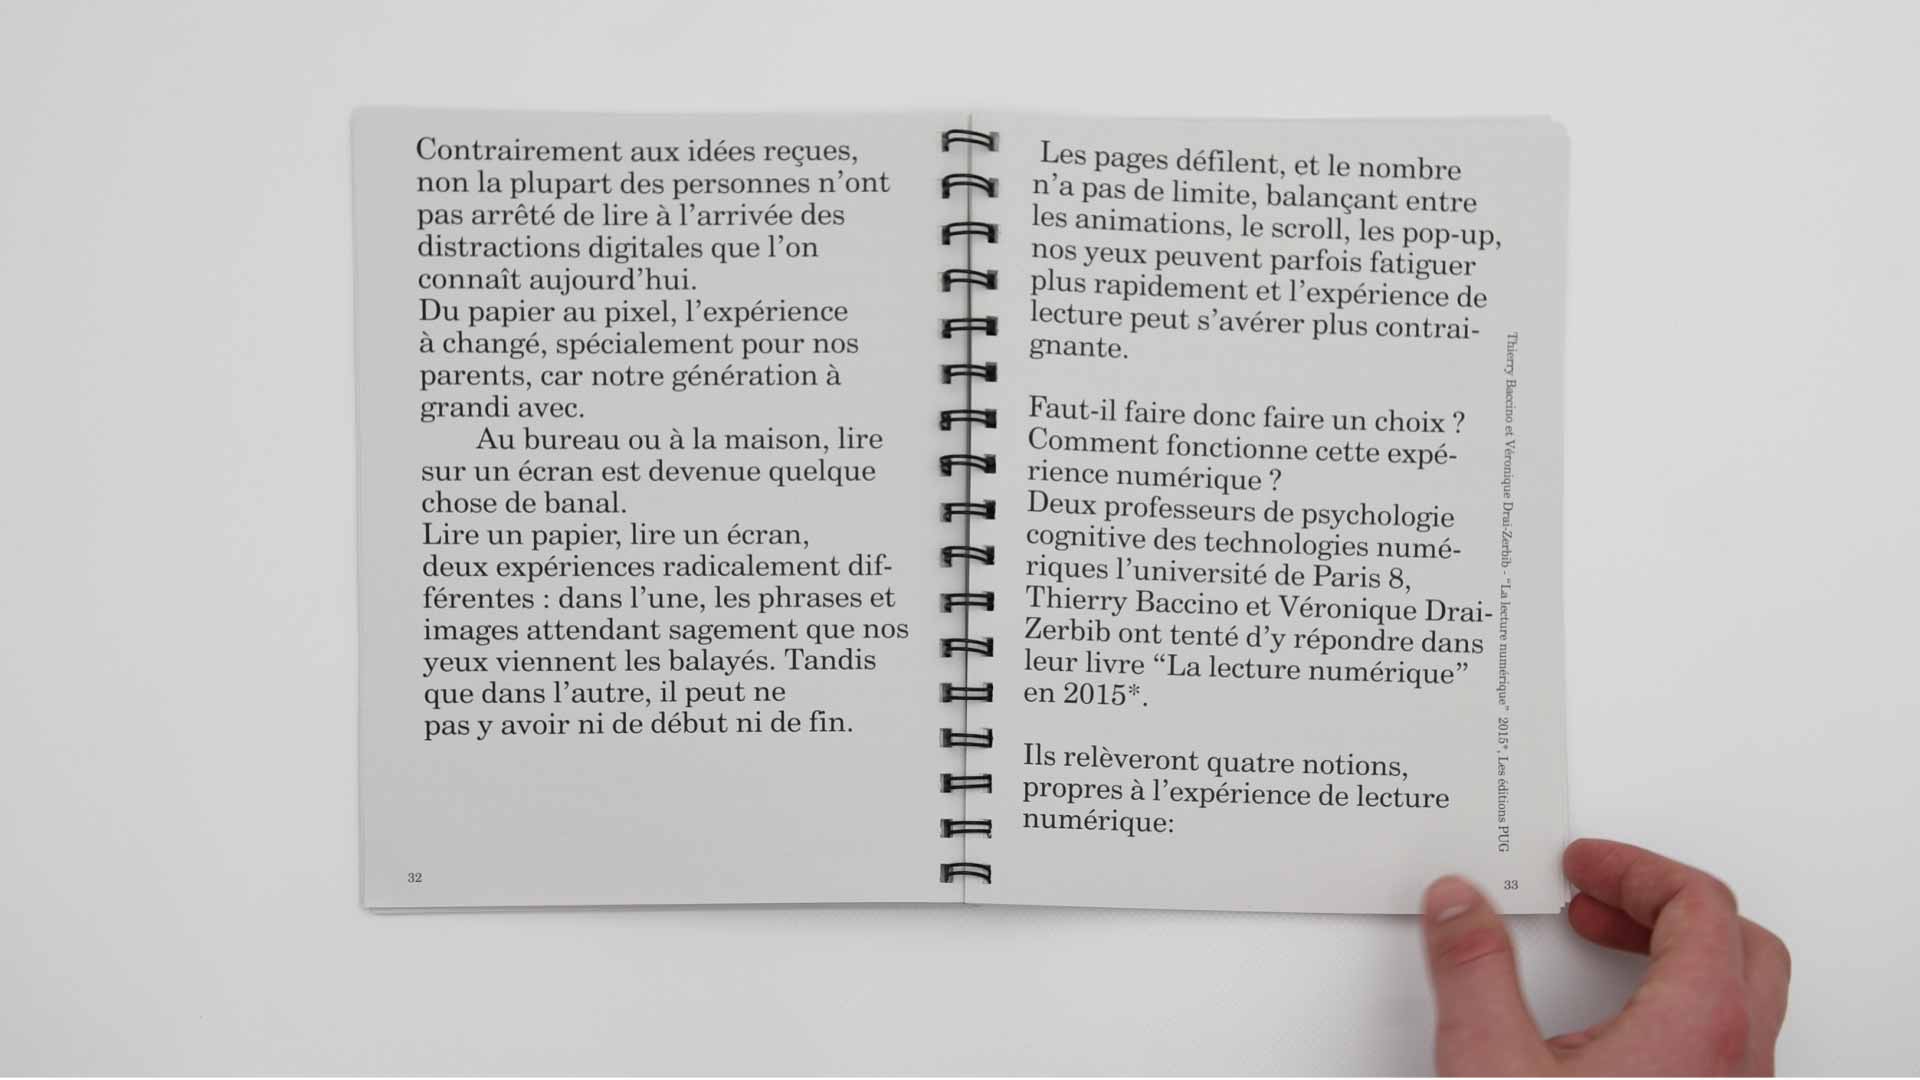 Contrairement aux idées reçues,
non la plupart des personnes n’ont
pas arrêté de lire à l’arrivée des
distractions digitales que l’on
connaît aujourd’hui.
Du papier au pixel, l’expérience
à changé, spécialement pour nos
parents, car notre génération à
grandi avec.
Au bureau ou à la maison, lire
sur un écran est devenue quelque
chose de banal.
Lire un papier, lire un écran,
deux expériences radicalement dif-
férentes : dans l’une, les phrases et
images attendant sagement que nos
yeux viennent les balayés. Tandis
que dans l’autre, il peut ne
pas y avoir ni de début ni de fin.
32
Les pages défilent, et le nombre
n’a pas de limite, balançant entre
les animations, le scroll, les pop-up,
nos yeux peuvent parfois fatiguer
plus rapidement et l’expérience de
lecture peut s’avérer plus contrai-
gnante.
Faut-il faire donc faire un choix ?
Comment fonctionne cette expé-
rience numérique ?
Deux professeurs de psychologie
cognitive des technologies numé-
riques l’université de Paris 8,
Thierry Baccino et Véronique Drai-
Zerbib ont tenté d’y répondre dans
leur livre “La lecture numérique”
en 2015*.
Ils relèveront quatre notions,
propres à l’expérience de lecture
numérique:
Thierry Baccino et Véronique Drai-Zerbib - “La lecture numérique” 2015*, Les éditions PUG
33